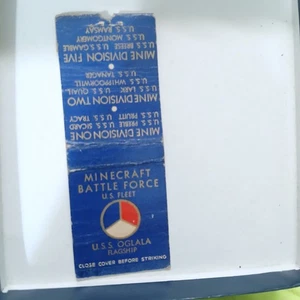 MINE DIVISION ONE
U.S.S. PREBLE U.S.S. SICARD
U.S.S. PRUITT U.S.S. TRACY
MINE DIVISION TWO
U.S.S. LARK U.S.S. QUAIL
U.S.S. WHIPPOORWILL
U.S.S. TANAGER
MINE DIVISION FIVE
U.S.S. BREESE U.S.S. GAMBLE
U.S.S. MONTGOMERY
U.S.S. RAMSAY
MINECRAFT
BATTLE FORCE
U.S. FLEET
U.S.S. OGLALA
FLAGSHIP
CLOSE COVER BEFORE STRIKING